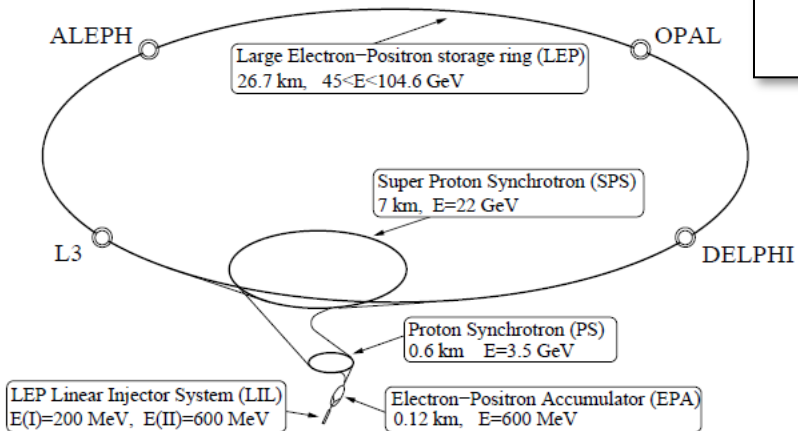 ALEPH
OPAL
Large Electron−Positron storage ring (LEP)
26.7 km, 45<E<104.6 GeV
Super Proton Synchrotron (SPS)
7 km, E=22 GeV
L3
DELPHI
Proton Synchrotron (PS)
0.6 km E=3.5 GeV
LEP Linear Injector System (LIL)
E(I)=200 MeV, E(II)=600 MeV
Electron−Positron Accumulator (EPA)
0.12 km, E=600 MeV